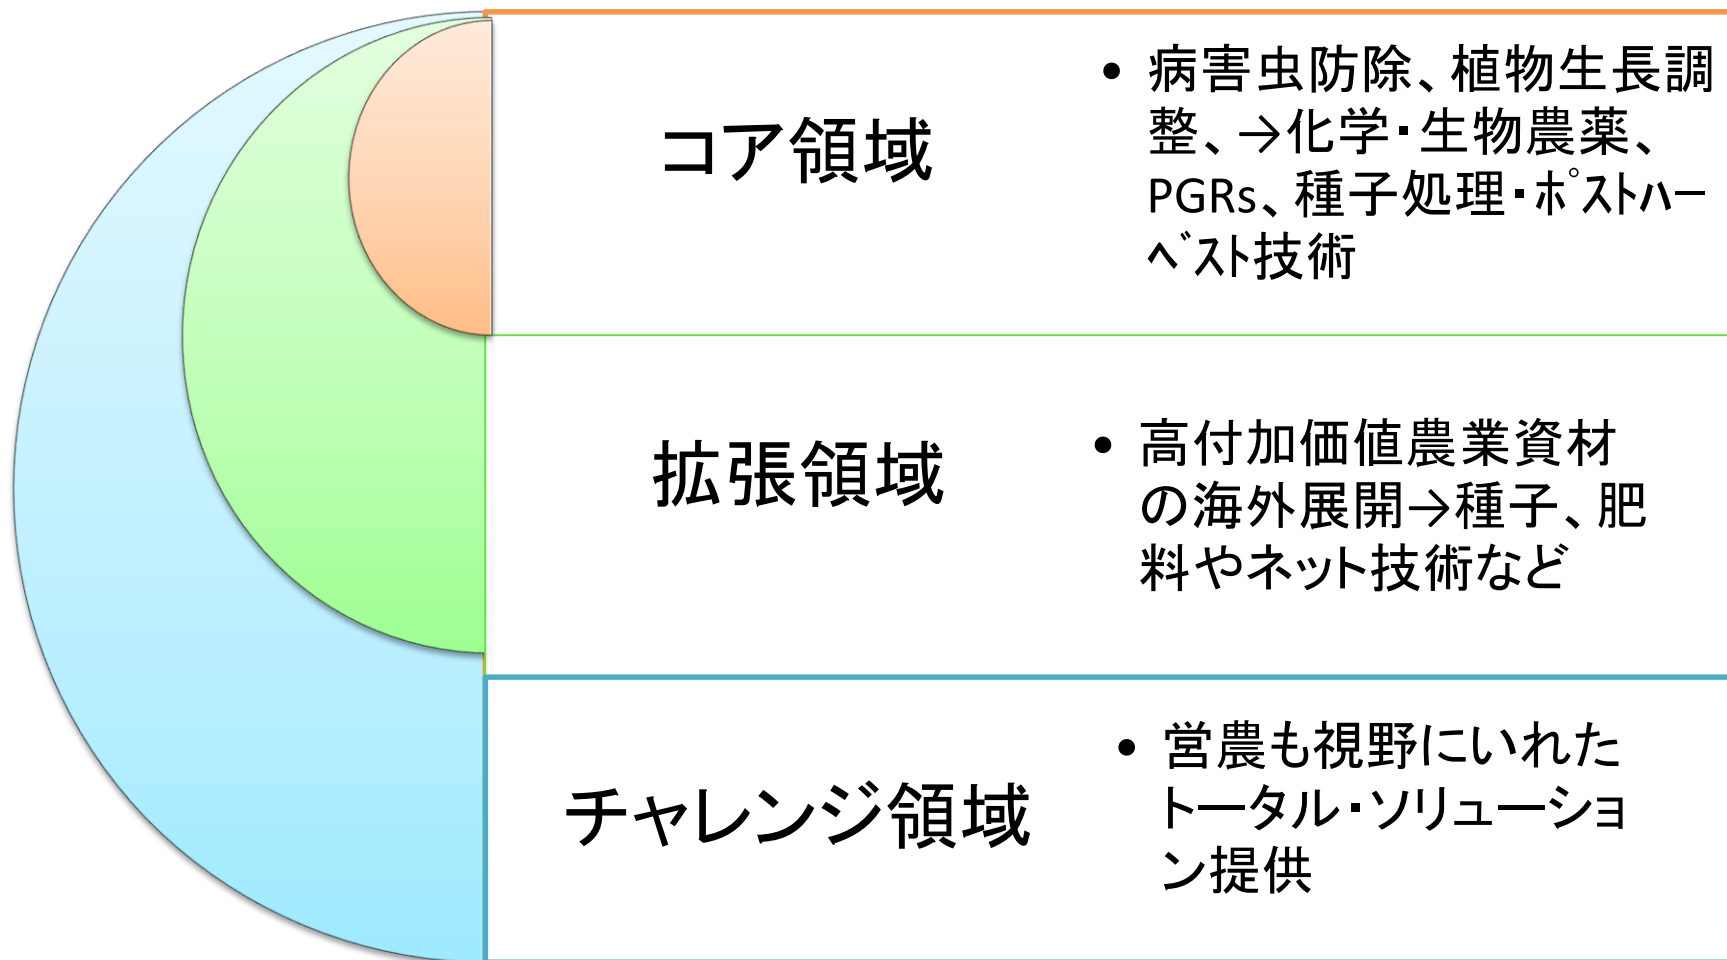 コア領域
• 病害虫防除、植物生長調
整、→化学・生物農薬、
PGRs、種子処理・ﾎﾟｽﾄﾊｰ
ﾍﾞｽﾄ技術
拡張領域
• 高付加価値農業資材
の海外展開→種子、肥
料やネット技術など
チャレンジ領域
• 営農も視野にいれた
トータル・ソリューショ
ン提供